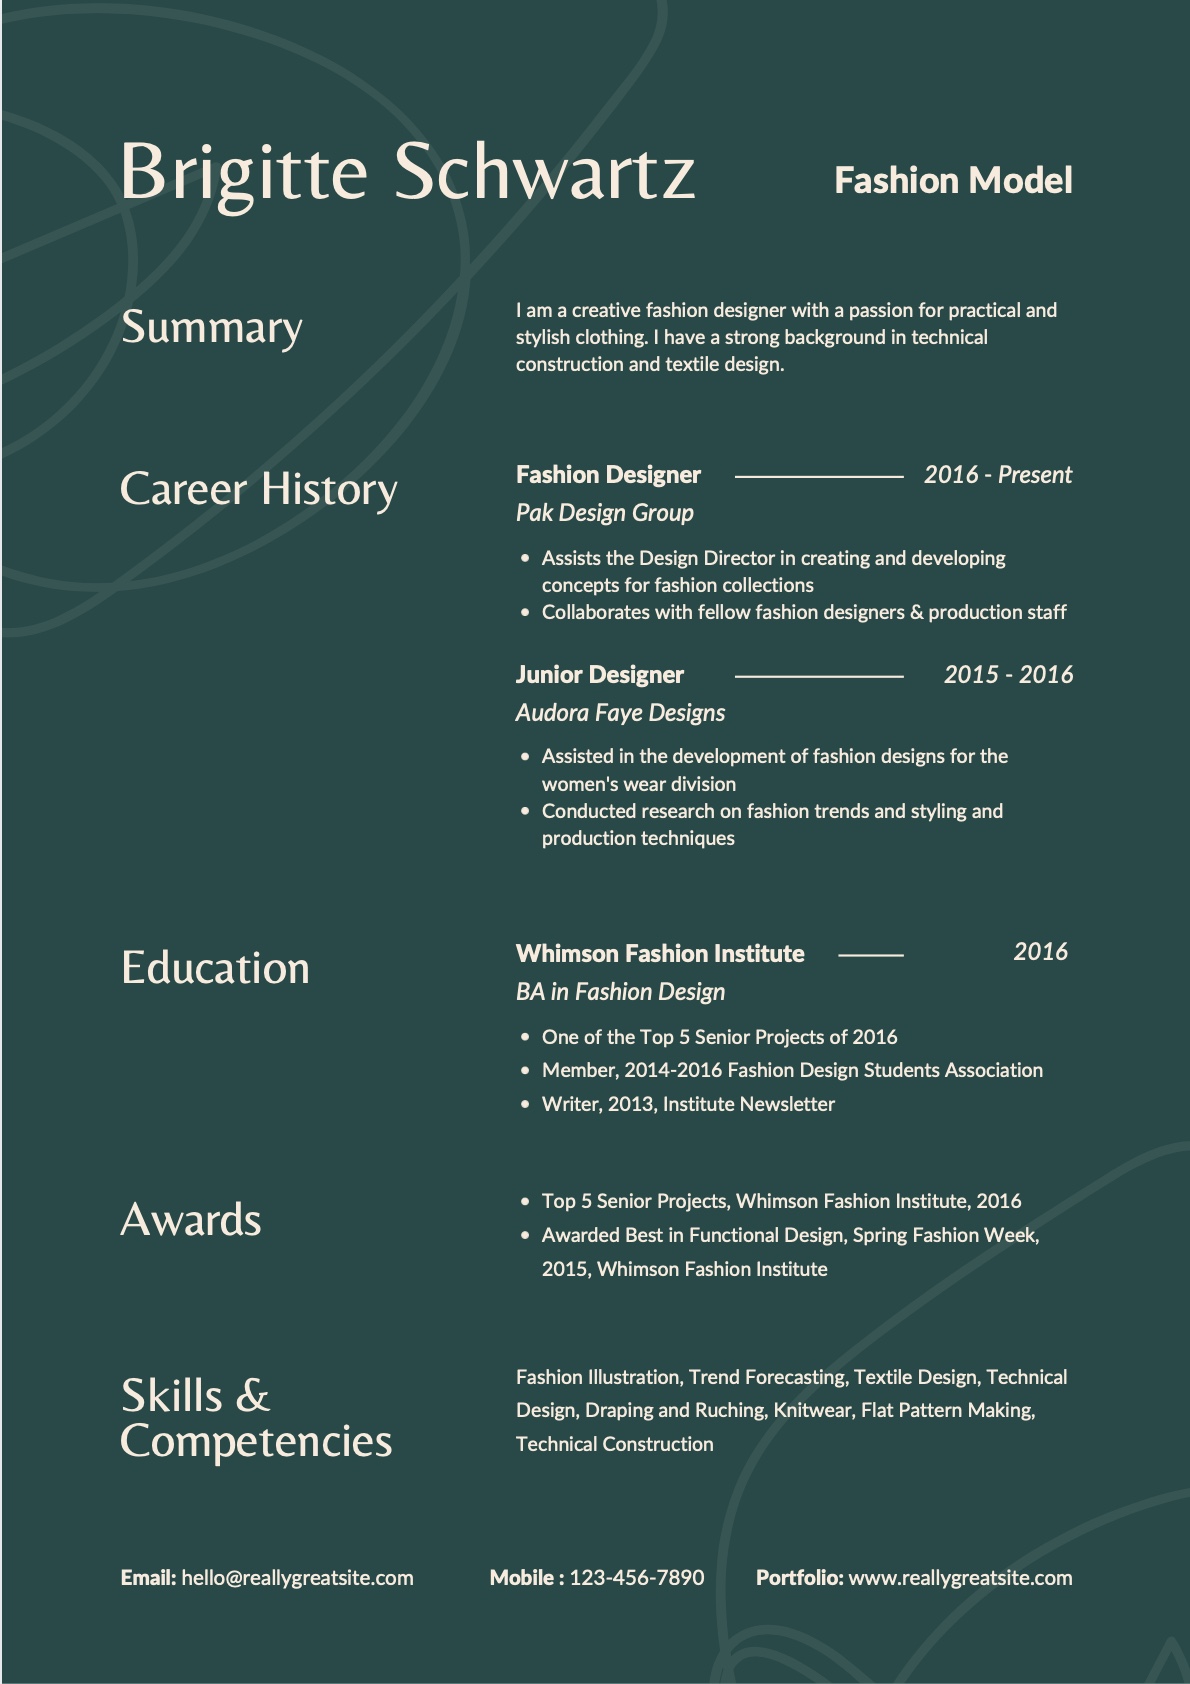 Brigitte Schwartz
Fashion Model
Summary
I am a creative fashion designer with a passion for practical and
stylish clothing. I have a strong background in technical
construction and textile design.
Career History
Fashion Designer
2016 - Present
Pak Design Group
• Assists the Design Director in creating and developing
concepts for fashion collections
• Collaborates with fellow fashion designers & production staff
Junior Designer
2015 - 2016
Audora Faye Designs
• Assisted in the development of fashion designs for the
women's wear division
• Conducted research on fashion trends and styling and
production techniques
Education
Whimson Fashion Institute
2016
BA in Fashion Design
• One of the Top 5 Senior Projects of 2016
• Member, 2014-2016 Fashion Design Students Association
• Writer, 2013, Institute Newsletter
Awards
• Top 5 Senior Projects, Whimson Fashion Institute, 2016
• Awarded Best in Functional Design, Spring Fashion Week,
2015, Whimson Fashion Institute
Skills &
Competencies
Fashion Illustration, Trend Forecasting, Textile Design, Technical
Design, Draping and Ruching, Knitwear, Flat Pattern Making,
Technical Construction
Email: hello@reallygreatsite.com
Mobile : 123-456-7890
Portfolio: www.reallygreatsite.com